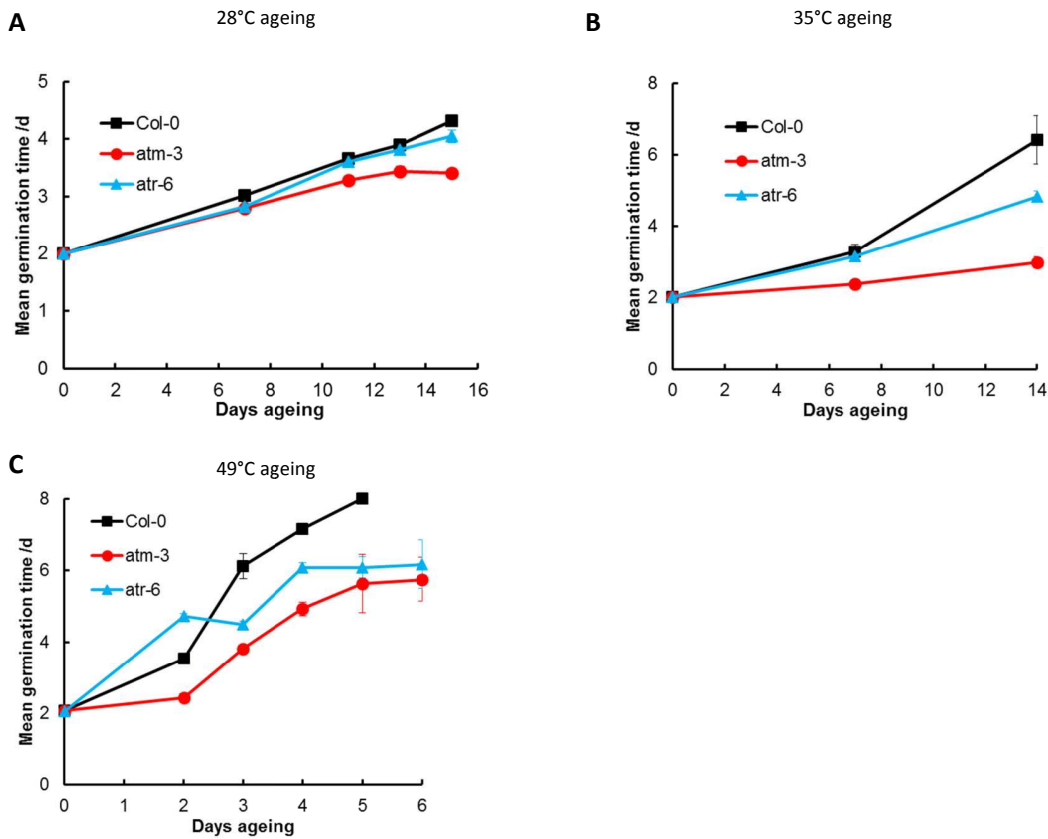 A
28°C ageing
Mean germination time /d
5
4
3
2
1
0
Col-0
atm-3
atr-6
0 2 4 6 8 10 12 14 16
Days ageing
B
35°C ageing
Mean germination time /d
8
6
4
2
0
Col-0
atm-3
atr-6
0 2 4 6 8 10 12 14
Days ageing
C
49°C ageing
Mean germination time /d
8
6
4
2
0
Col-0
atm-3
atr-6
0 1 2 3 4 5 6
Days ageing